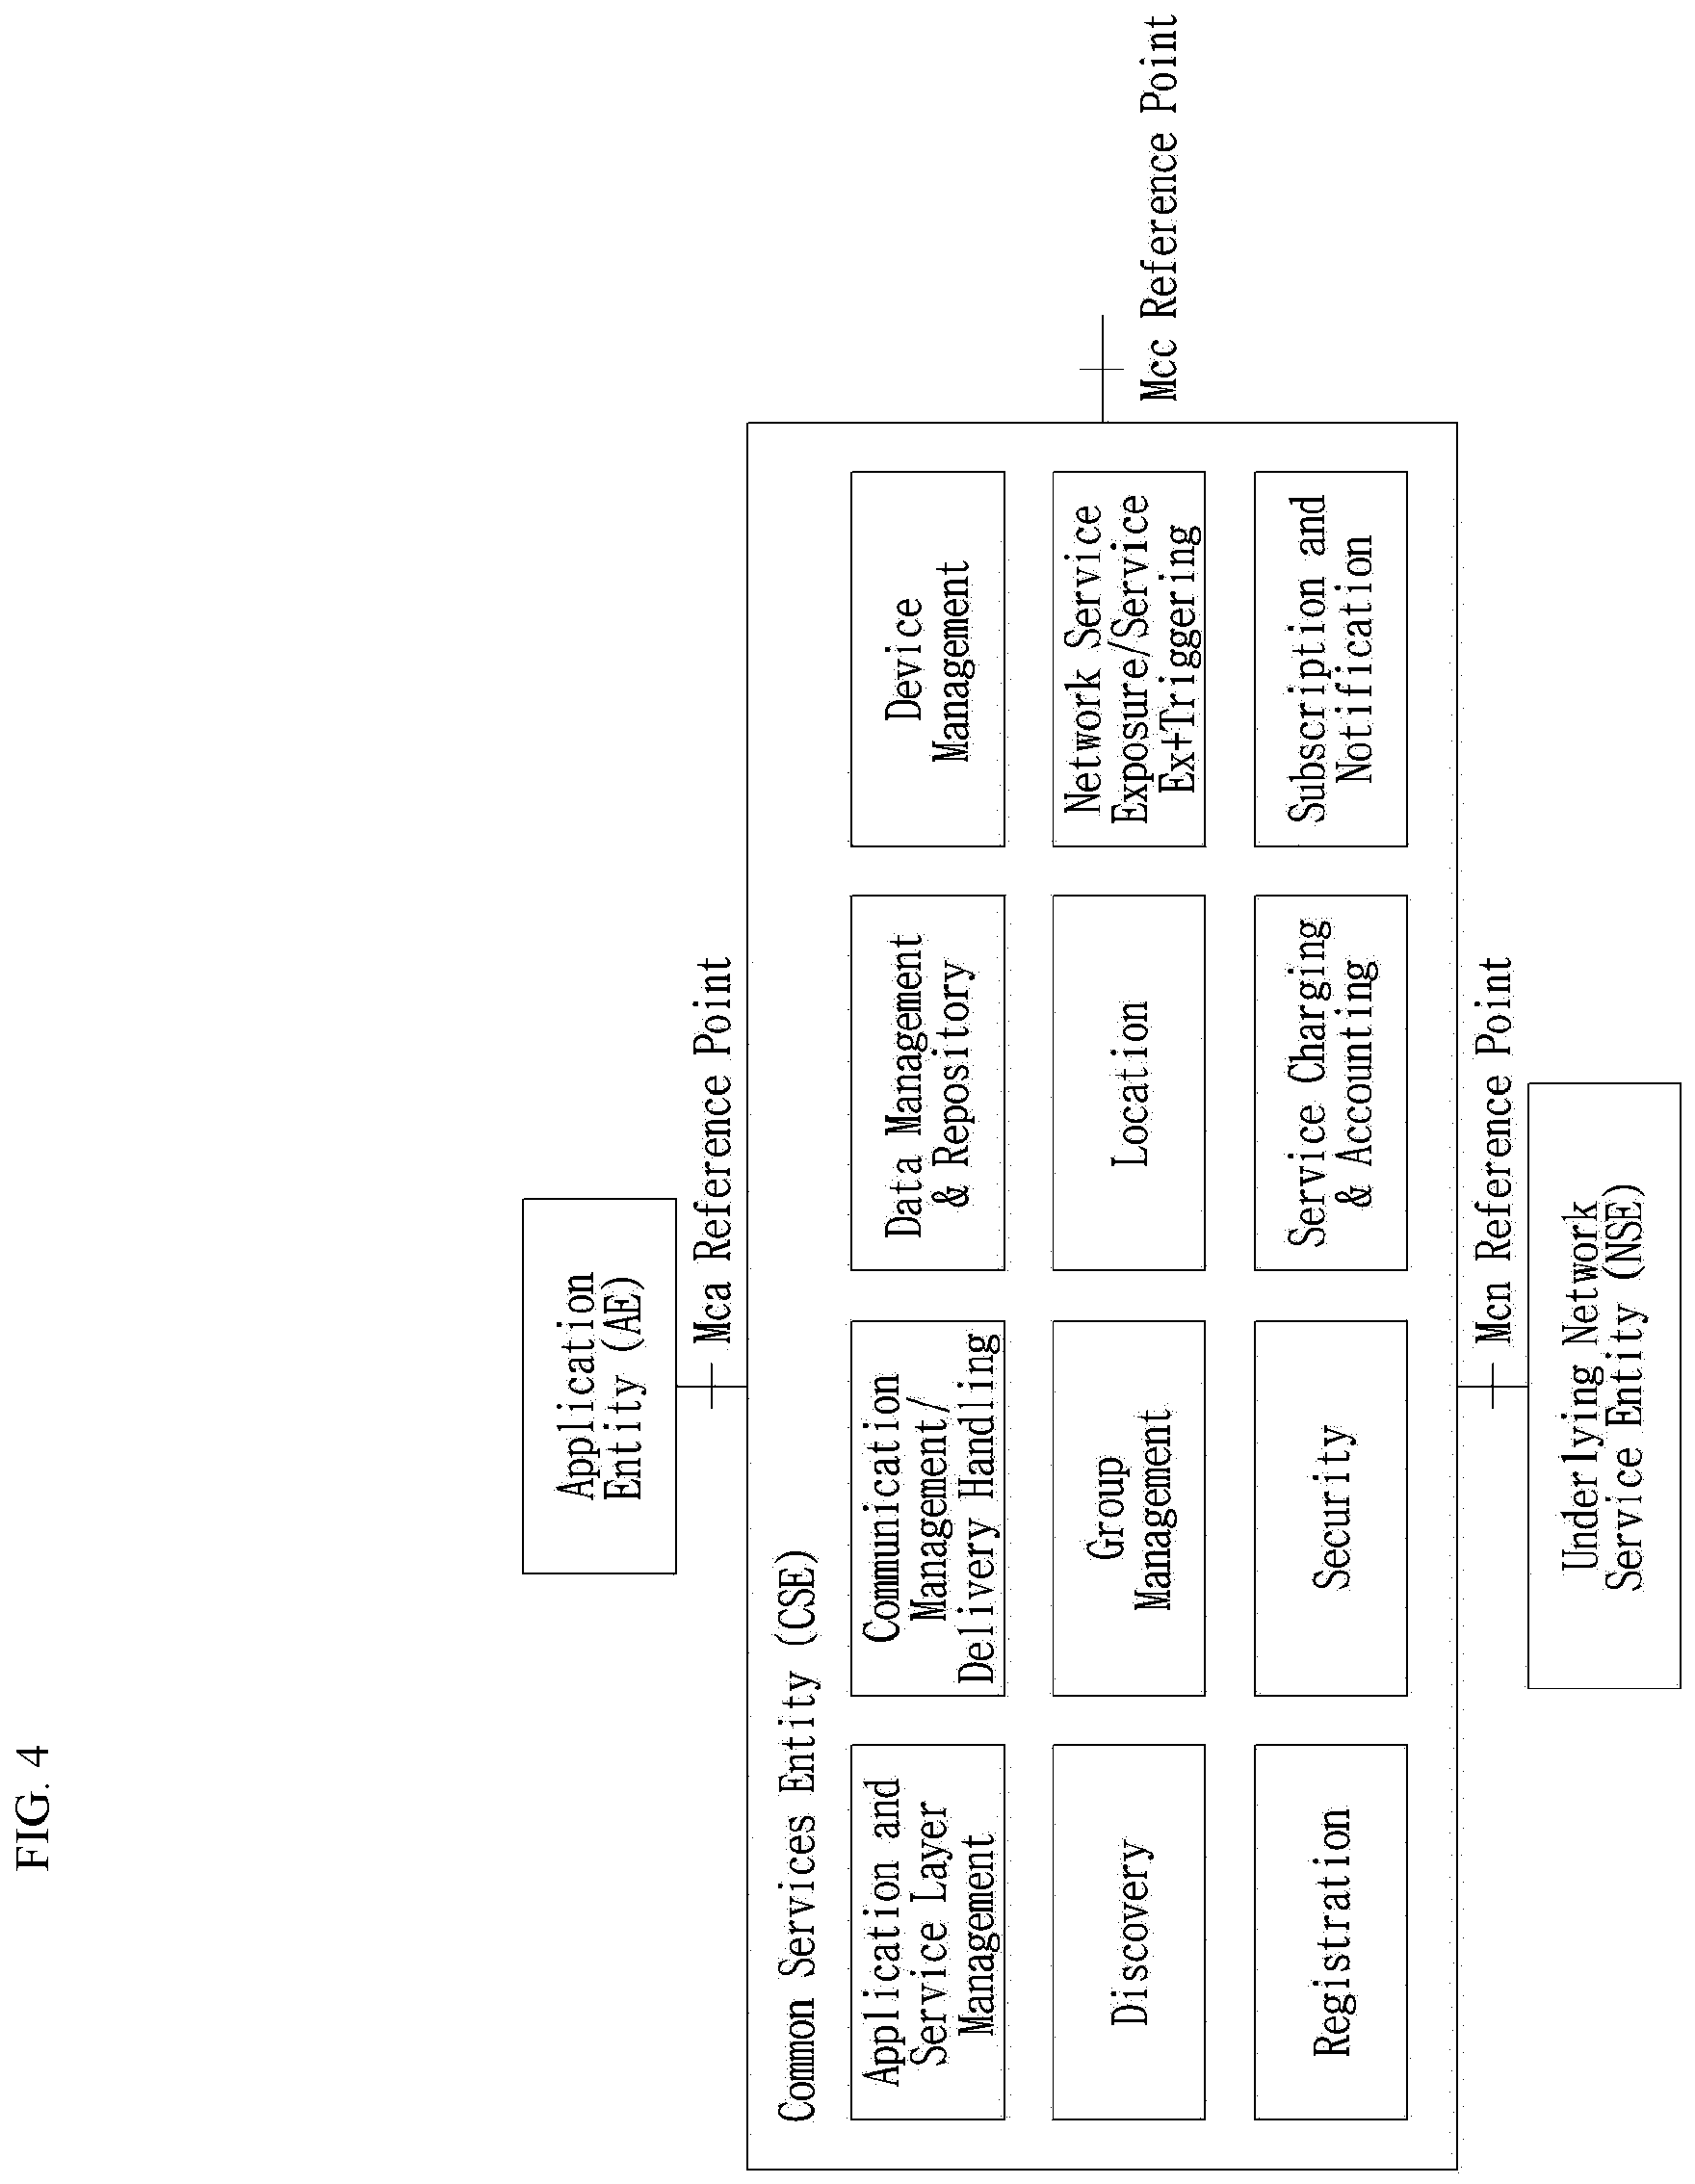 FIG. 4
Application
Entity (AE)
Mca Reference Point
Common Services Entity (CSE)
Application and
Service Layer
Management
Communication
Management/
Delivery Handling
Data Management
& Repository
Device
Management
Discovery
Group
Management
Location
Network Service
Exposure/Service
Ex+Triggering
Mcc Reference Point
Registration
Security
Service Charging
& Accounting
Subscription and
Notification
Mcn Reference Point
Underlying Network
Service Entity (NSE)